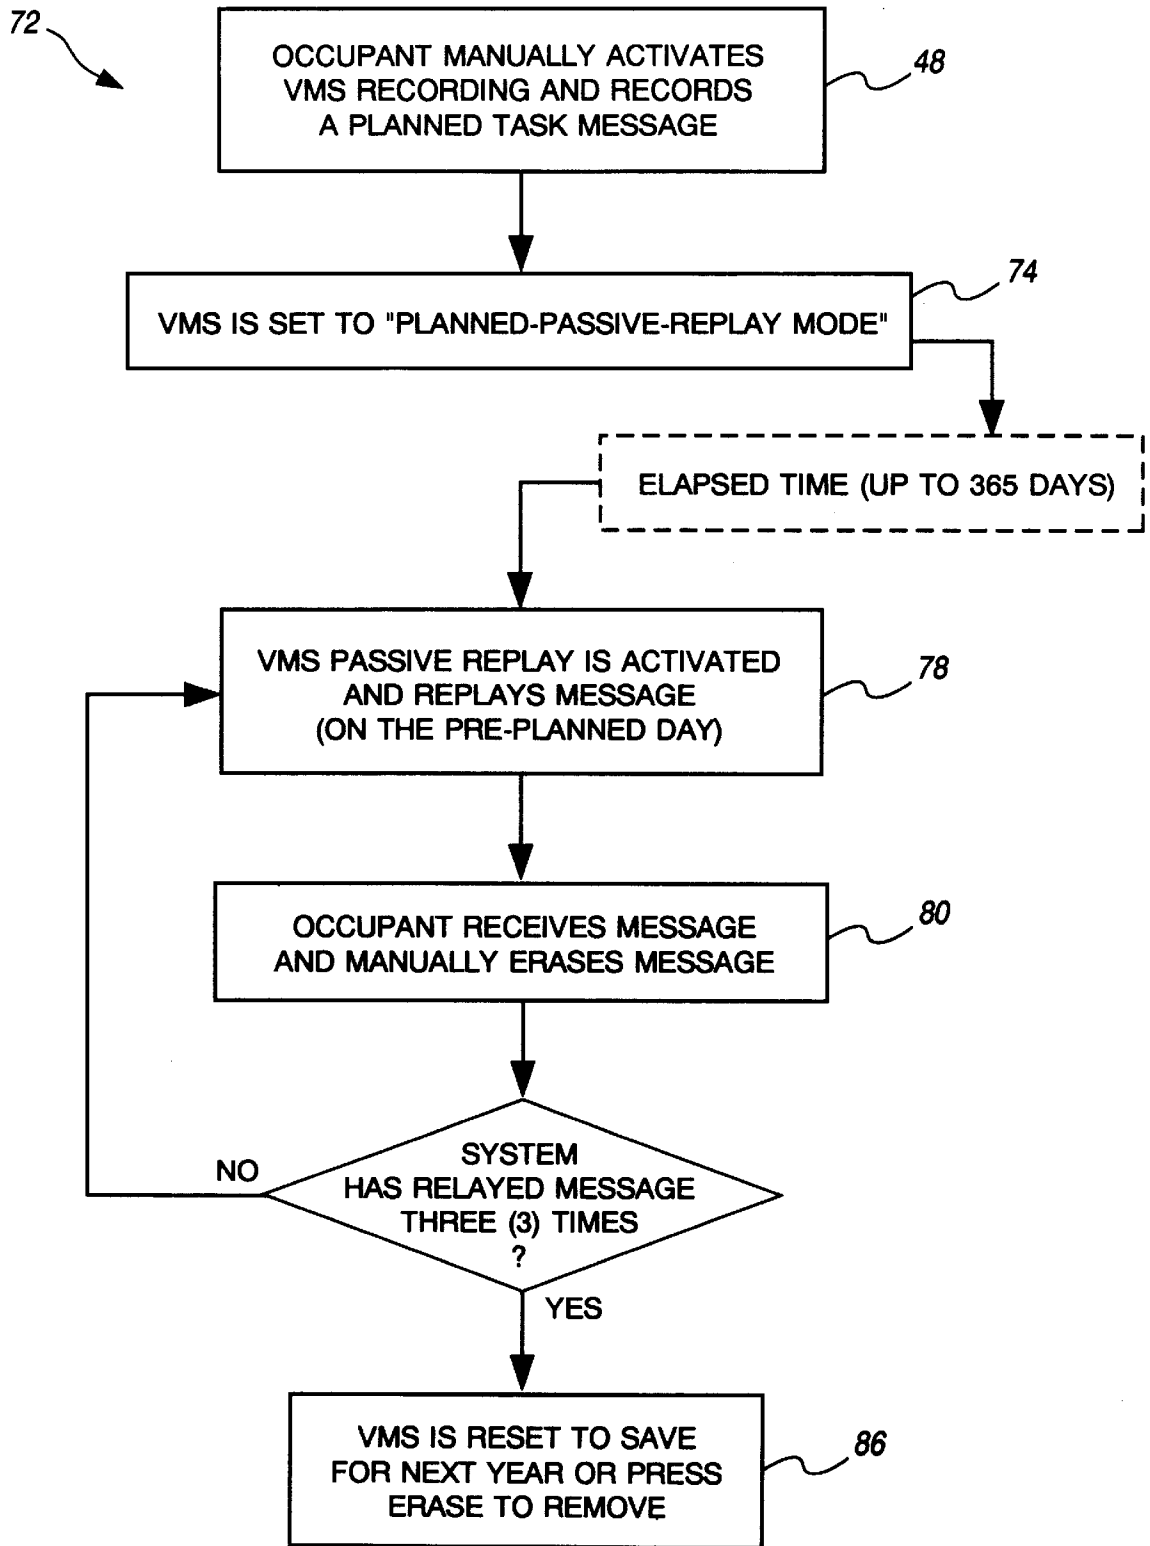 72
OCCUPANT MANUALLY ACTIVATES
VMS RECORDING AND RECORDS
A PLANNED TASK MESSAGE
48
VMS IS SET TO "PLANNED-PASSIVE-REPLAY MODE"
74
ELAPSED TIME (UP TO 365 DAYS)
VMS PASSIVE REPLAY IS ACTIVATED
AND REPLAYS MESSAGE
(ON THE PRE-PLANNED DAY)
78
OCCUPANT RECEIVES MESSAGE
AND MANUALLY ERASES MESSAGE
80
SYSTEM
HAS RELAYED MESSAGE
THREE (3) TIMES
?
NO
YES
VMS IS RESET TO SAVE
FOR NEXT YEAR OR PRESS
ERASE TO REMOVE
86